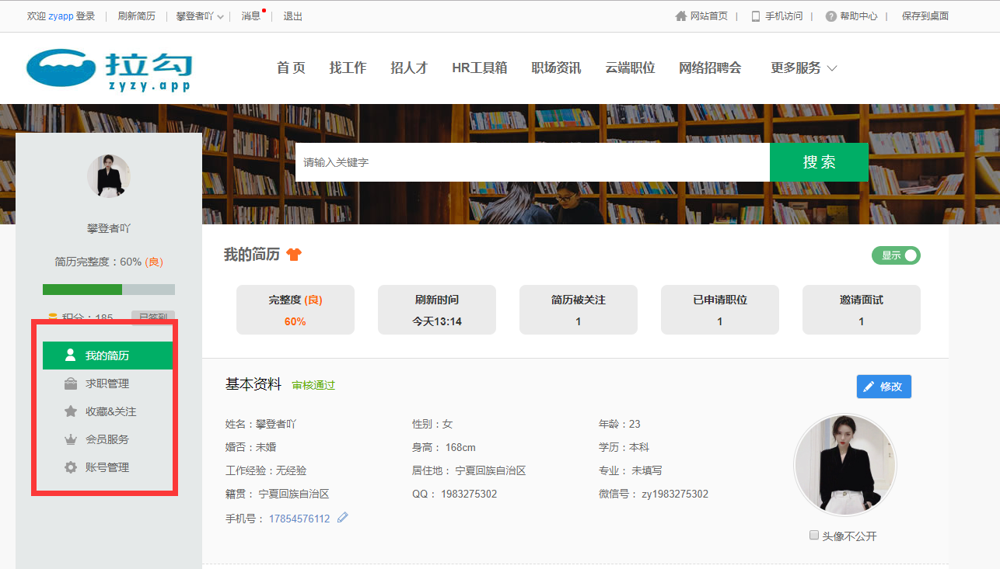 欢迎 zyapp 登录 | 刷新简历 | 攀登者吖 | 消息 | 退出
网站首页 | 手机访问 | 帮助中心 | 保存到桌面
拉勾
zyzy.app
首 页 找工作 招人才 HR工具箱 职场资讯 云端职位 网络招聘会 更多服务
请输入关键字
搜 索
攀登者吖
简历完整度：60% (良)
积分：185 已签到
我的简历
求职管理
收藏&关注
会员服务
账号管理
我的简历
显示
完整度 (良)
60%
刷新时间
今天13:14
简历被关注
1
已申请职位
1
邀请面试
1
基本资料 审核通过
修改
姓名：攀登者吖 性别：女 年龄：23
婚否：未婚 身高： 168cm 学历：本科
工作经验：无经验 居住地： 宁夏回族自治区 专业： 未填写
籍贯： 宁夏回族自治区 QQ： 1983275302 微信号： zy1983275302
手机号： 17854576112
头像不公开